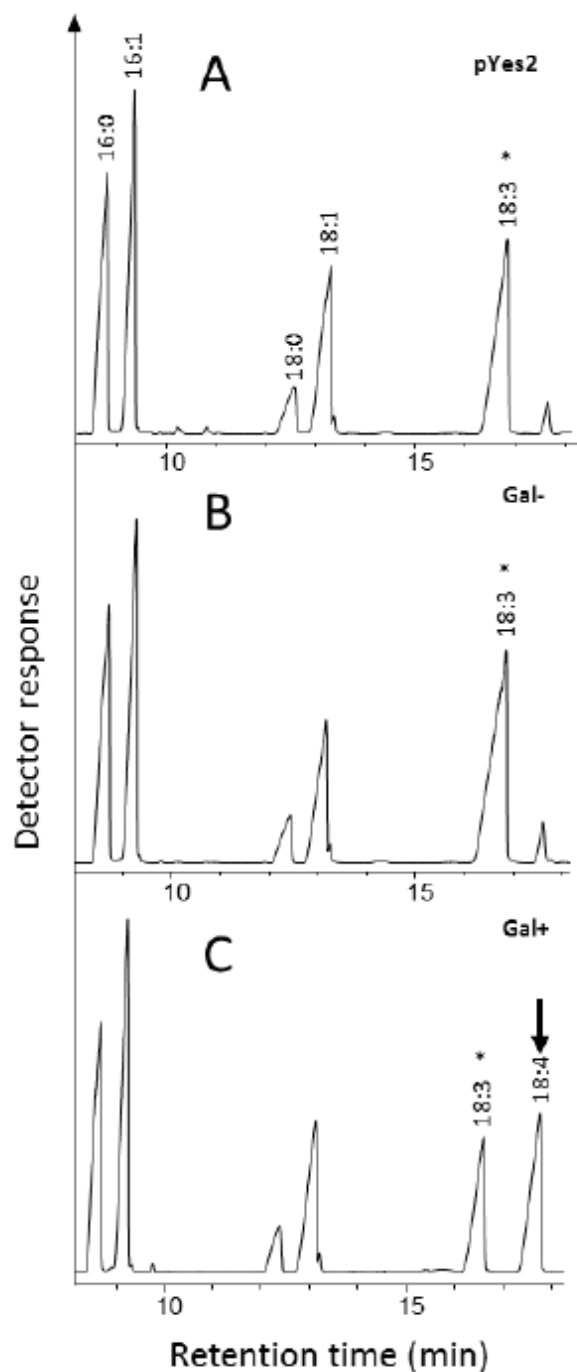 A
pYes2
16:0
16:1
18:0
18:1
18:3 *
10
15
B
Gal-
18:3 *
10
15
C
Gal+
18:3 *
18:4
10
15
Detector response
Retention time (min)